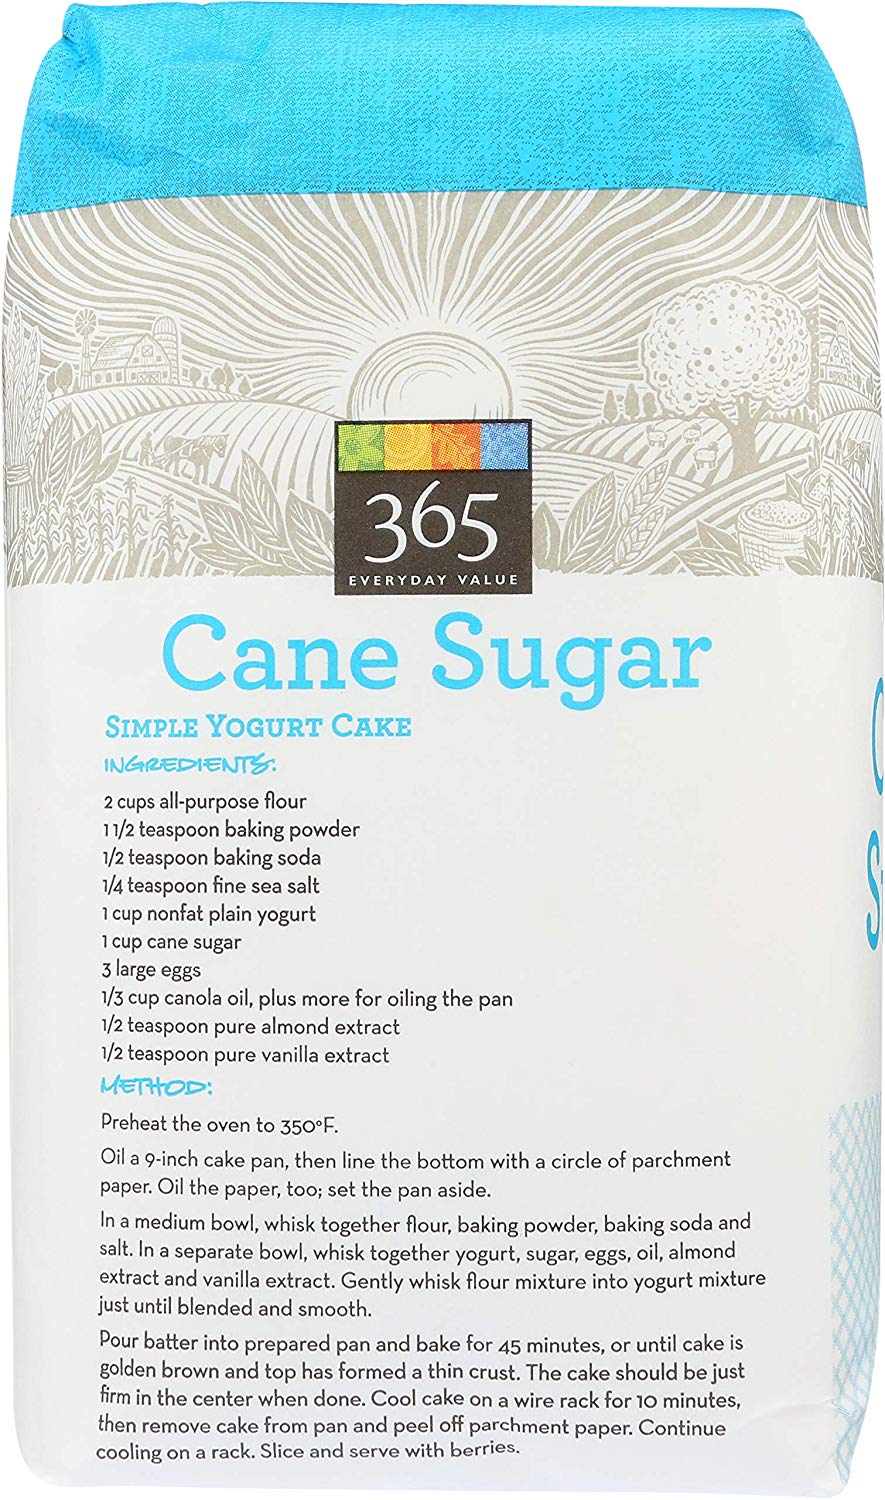 365
EVERYDAY VALUE
Cane Sugar
SIMPLE YOGURT CAKE
INGREDIENTS:
2 cups all-purpose flour
1 1/2 teaspoon baking powder
1/2 teaspoon baking soda
1/4 teaspoon fine sea salt
1 cup nonfat plain yogurt
1 cup cane sugar
3 large eggs
1/3 cup canola oil, plus more for oiling the pan
1/2 teaspoon pure almond extract
1/2 teaspoon pure vanilla extract
METHOD:
Preheat the oven to 350°F.
Oil a 9-inch cake pan, then line the bottom with a circle of parchment
paper. Oil the paper, too; set the pan aside.
In a medium bowl, whisk together flour, baking powder, baking soda and
salt. In a separate bowl, whisk together yogurt, sugar, eggs, oil, almond
extract and vanilla extract. Gently whisk flour mixture into yogurt mixture
just until blended and smooth.
Pour batter into prepared pan and bake for 45 minutes, or until cake is
golden brown and top has formed a thin crust. The cake should be just
firm in the center when done. Cool cake on a wire rack for 10 minutes,
then remove cake from pan and peel off parchment paper. Continue
cooling on a rack. Slice and serve with berries.